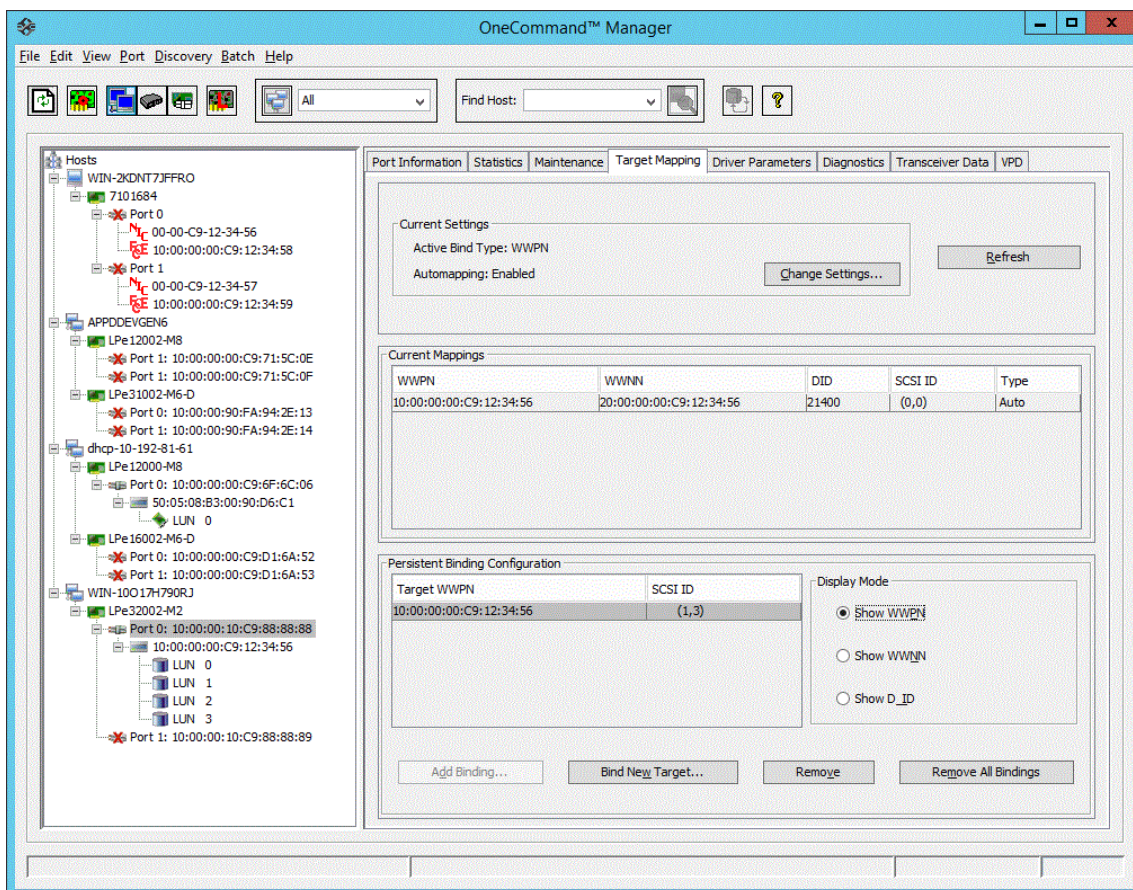 OneCommand™ Manager
File Edit View Port Discovery Batch Help
All
Find Host:
Hosts
WIN-2KDNT7JFFRO
7101684
Port 0
NIC 00-00-C9-12-34-56
FCoE 10:00:00:00:C9:12:34:58
Port 1
NIC 00-00-C9-12-34-57
FCoE 10:00:00:00:C9:12:34:59
APPDDEVGEN6
LPe12002-M8
Port 1: 10:00:00:00:C9:71:5C:0E
Port 1: 10:00:00:00:C9:71:5C:0F
LPe31002-M6-D
Port 0: 10:00:00:90:FA:94:2E:13
Port 1: 10:00:00:90:FA:94:2E:14
dhcp-10-192-81-61
LPe12000-M8
Port 0: 10:00:00:00:C9:6F:6C:06
50:05:08:B3:00:90:D6:C1
LUN 0
LPe16002-M6-D
Port 0: 10:00:00:00:C9:D1:6A:52
Port 1: 10:00:00:00:C9:D1:6A:53
WIN-10O17H790RJ
LPe32002-M2
Port 0: 10:00:00:10:C9:88:88:88
10:00:00:00:C9:12:34:56
LUN 0
LUN 1
LUN 2
LUN 3
Port 1: 10:00:00:10:C9:88:88:89
Port Information Statistics Maintenance Target Mapping Driver Parameters Diagnostics Transceiver Data VPD
Current Settings
Active Bind Type: WWPN
Automapping: Enabled
Change Settings...
Refresh
Current Mappings
WWPN WWNN DID SCSI ID Type
10:00:00:00:C9:12:34:56 20:00:00:00:C9:12:34:56 21400 (0,0) Auto
Persistent Binding Configuration
Target WWPN SCSI ID
10:00:00:00:C9:12:34:56 (1,3)
Display Mode
Show WWPN
Show WWNN
Show D_ID
Add Binding... Bind New Target... Remove Remove All Bindings